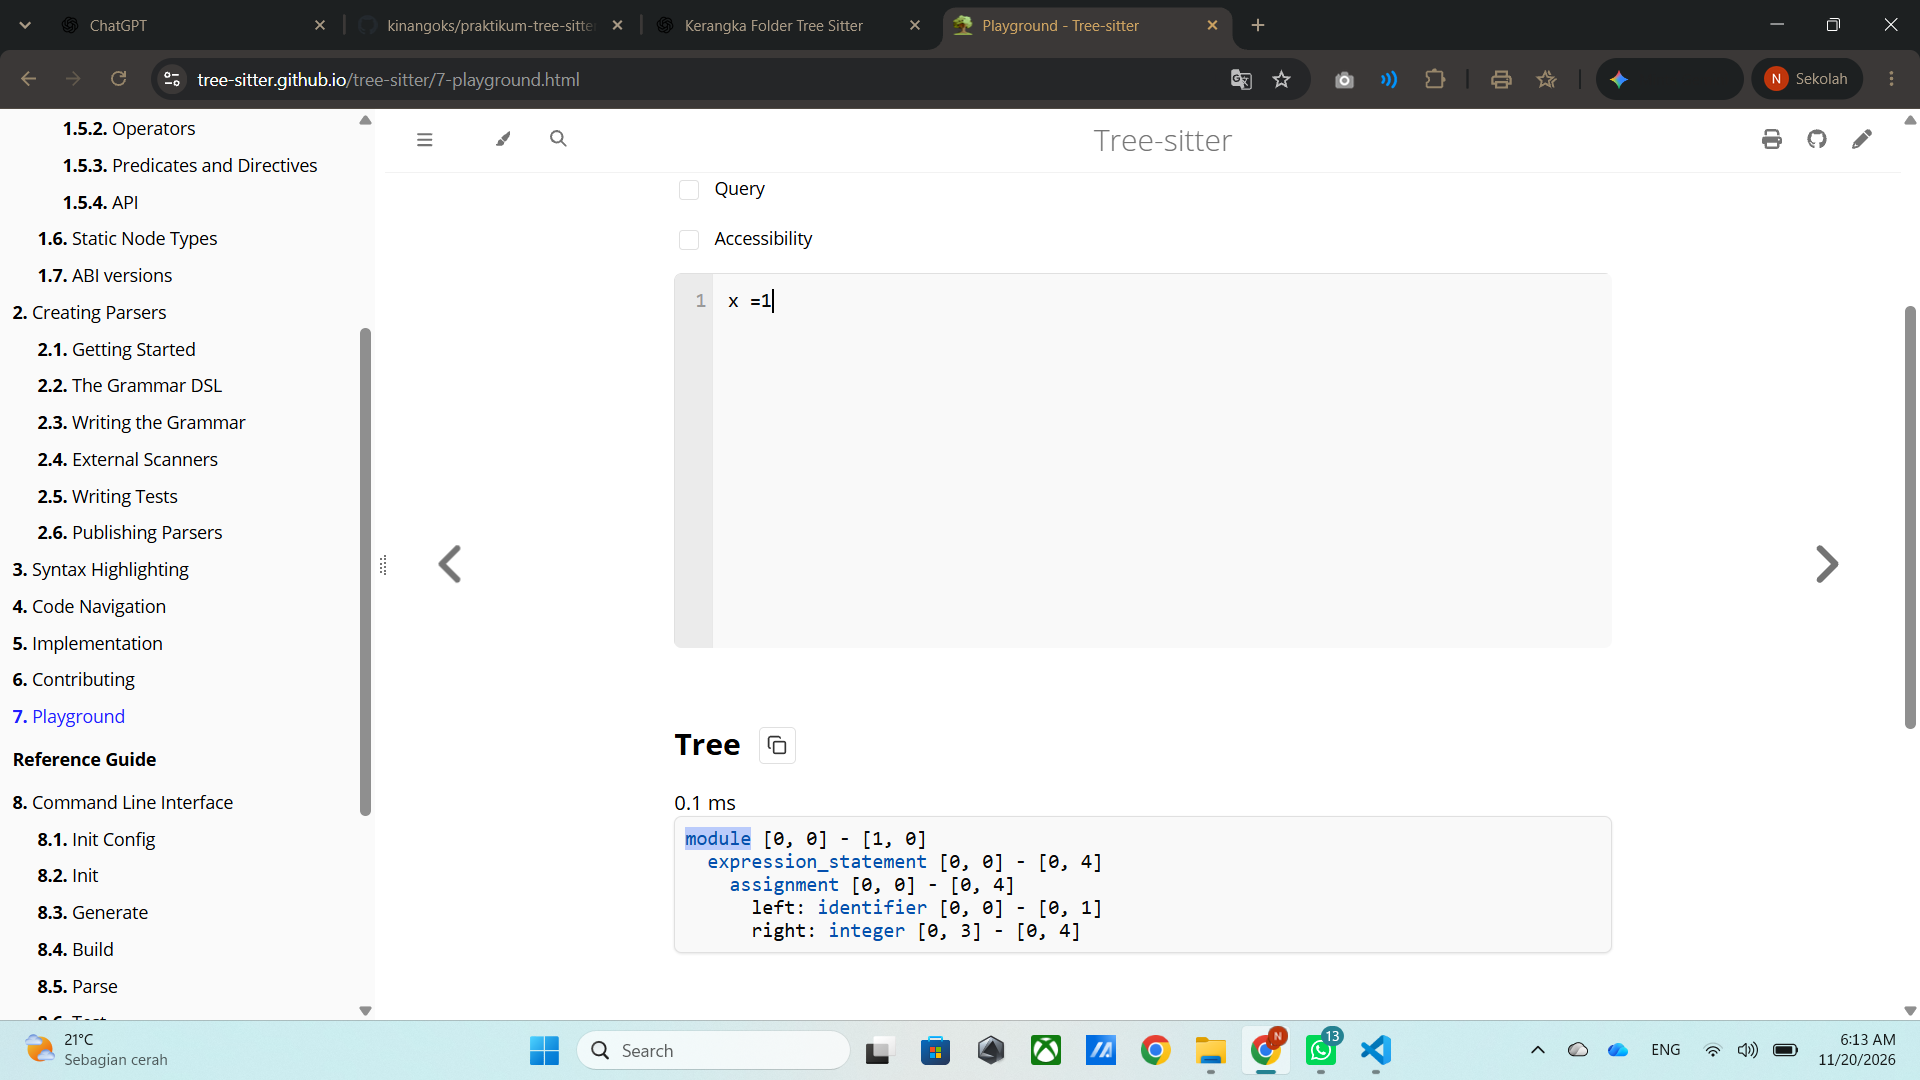 ChatGPT
kinangoks/praktikum-tree-sitter
Kerangka Folder Tree Sitter
Playground - Tree-sitter
tree-sitter.github.io/tree-sitter/7-playground.html
N Sekolah
1.5.2. Operators
1.5.3. Predicates and Directives
1.5.4. API
1.6. Static Node Types
1.7. ABI versions
2. Creating Parsers
2.1. Getting Started
2.2. The Grammar DSL
2.3. Writing the Grammar
2.4. External Scanners
2.5. Writing Tests
2.6. Publishing Parsers
3. Syntax Highlighting
4. Code Navigation
5. Implementation
6. Contributing
7. Playground
Reference Guide
8. Command Line Interface
8.1. Init Config
8.2. Init
8.3. Generate
8.4. Build
8.5. Parse
8.6. Test
Tree-sitter
Query
Accessibility
1 x =1
Tree
0.1 ms
module [0, 0] - [1, 0]
expression_statement [0, 0] - [0, 4]
assignment [0, 0] - [0, 4]
left: identifier [0, 0] - [0, 1]
right: integer [0, 3] - [0, 4]
21°C
Sebagian cerah
Search
N
13
ENG
6:13 AM
11/20/2026